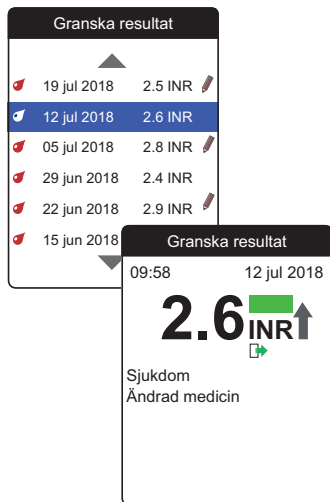 Granska resultat
19 jul 2018 2.5 INR
12 jul 2018 2.6 INR
05 jul 2018 2.8 INR
29 jun 2018 2.4 INR
22 jun 2018 2.9 INR
15 jun 2018
Granska resultat
09:58 12 jul 2018
2.6 INR
Sjukdom
Ändrad medicin